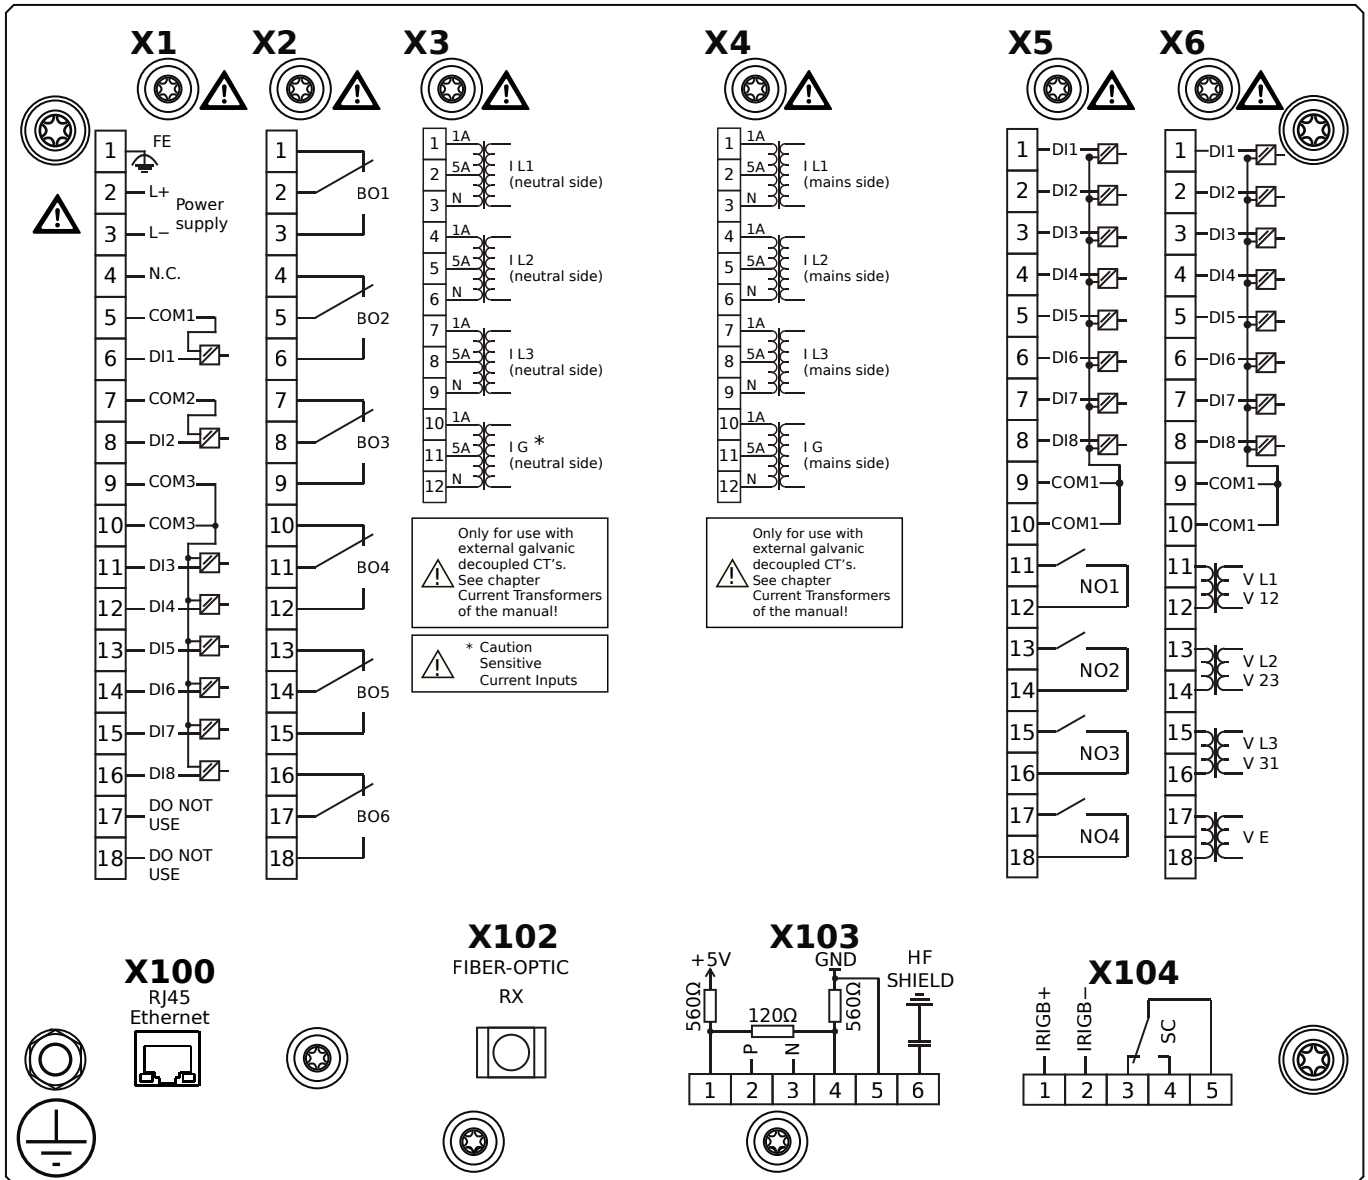 X1
1 FE
2 L+ Power
3 L− supply
4 N.C.
5 COM1
6 DI1
7 COM2
8 DI2
9 COM3
10 COM3
11 DI3
12 DI4
13 DI5
14 DI6
15 DI7
16 DI8
17 DO NOT
USE
18 DO NOT
USE
X2
1
2 BO1
3
4
5 BO2
6
7
8 BO3
9
10
11 BO4
12
13
14 BO5
15
16
17 BO6
18
X3
1 1A
2 5A I L1
(neutral side)
3 N
4 1A
5 5A I L2
(neutral side)
6 N
7 1A
8 5A I L3
(neutral side)
9 N
10 1A
11 5A I G *
(neutral side)
12 N
Only for use with
external galvanic
decoupled CT's.
See chapter
Current Transformers
of the manual!
* Caution
Sensitive
Current Inputs
X4
1 1A
2 5A I L1
(mains side)
3 N
4 1A
5 5A I L2
(mains side)
6 N
7 1A
8 5A I L3
(mains side)
9 N
10 1A
11 5A I G
(mains side)
12 N
Only for use with
external galvanic
decoupled CT's.
See chapter
Current Transformers
of the manual!
X5
1 DI1
2 DI2
3 DI3
4 DI4
5 DI5
6 DI6
7 DI7
8 DI8
9 COM1
10 COM1
11
NO1
12
13
NO2
14
15
NO3
16
17
NO4
18
X6
1 DI1
2 DI2
3 DI3
4 DI4
5 DI5
6 DI6
7 DI7
8 DI8
9 COM1
10 COM1
11 V L1
12 V 12
13 V L2
14 V 23
15 V L3
16 V 31
17 V E
18
X100
RJ45
Ethernet
X102
FIBER-OPTIC
RX
X103
+5V GND HF
SHIELD
560Ω 120Ω 560Ω
P N
1 2 3 4 5 6
X104
IRIGB+ IRIGB− SC
1 2 3 4 5